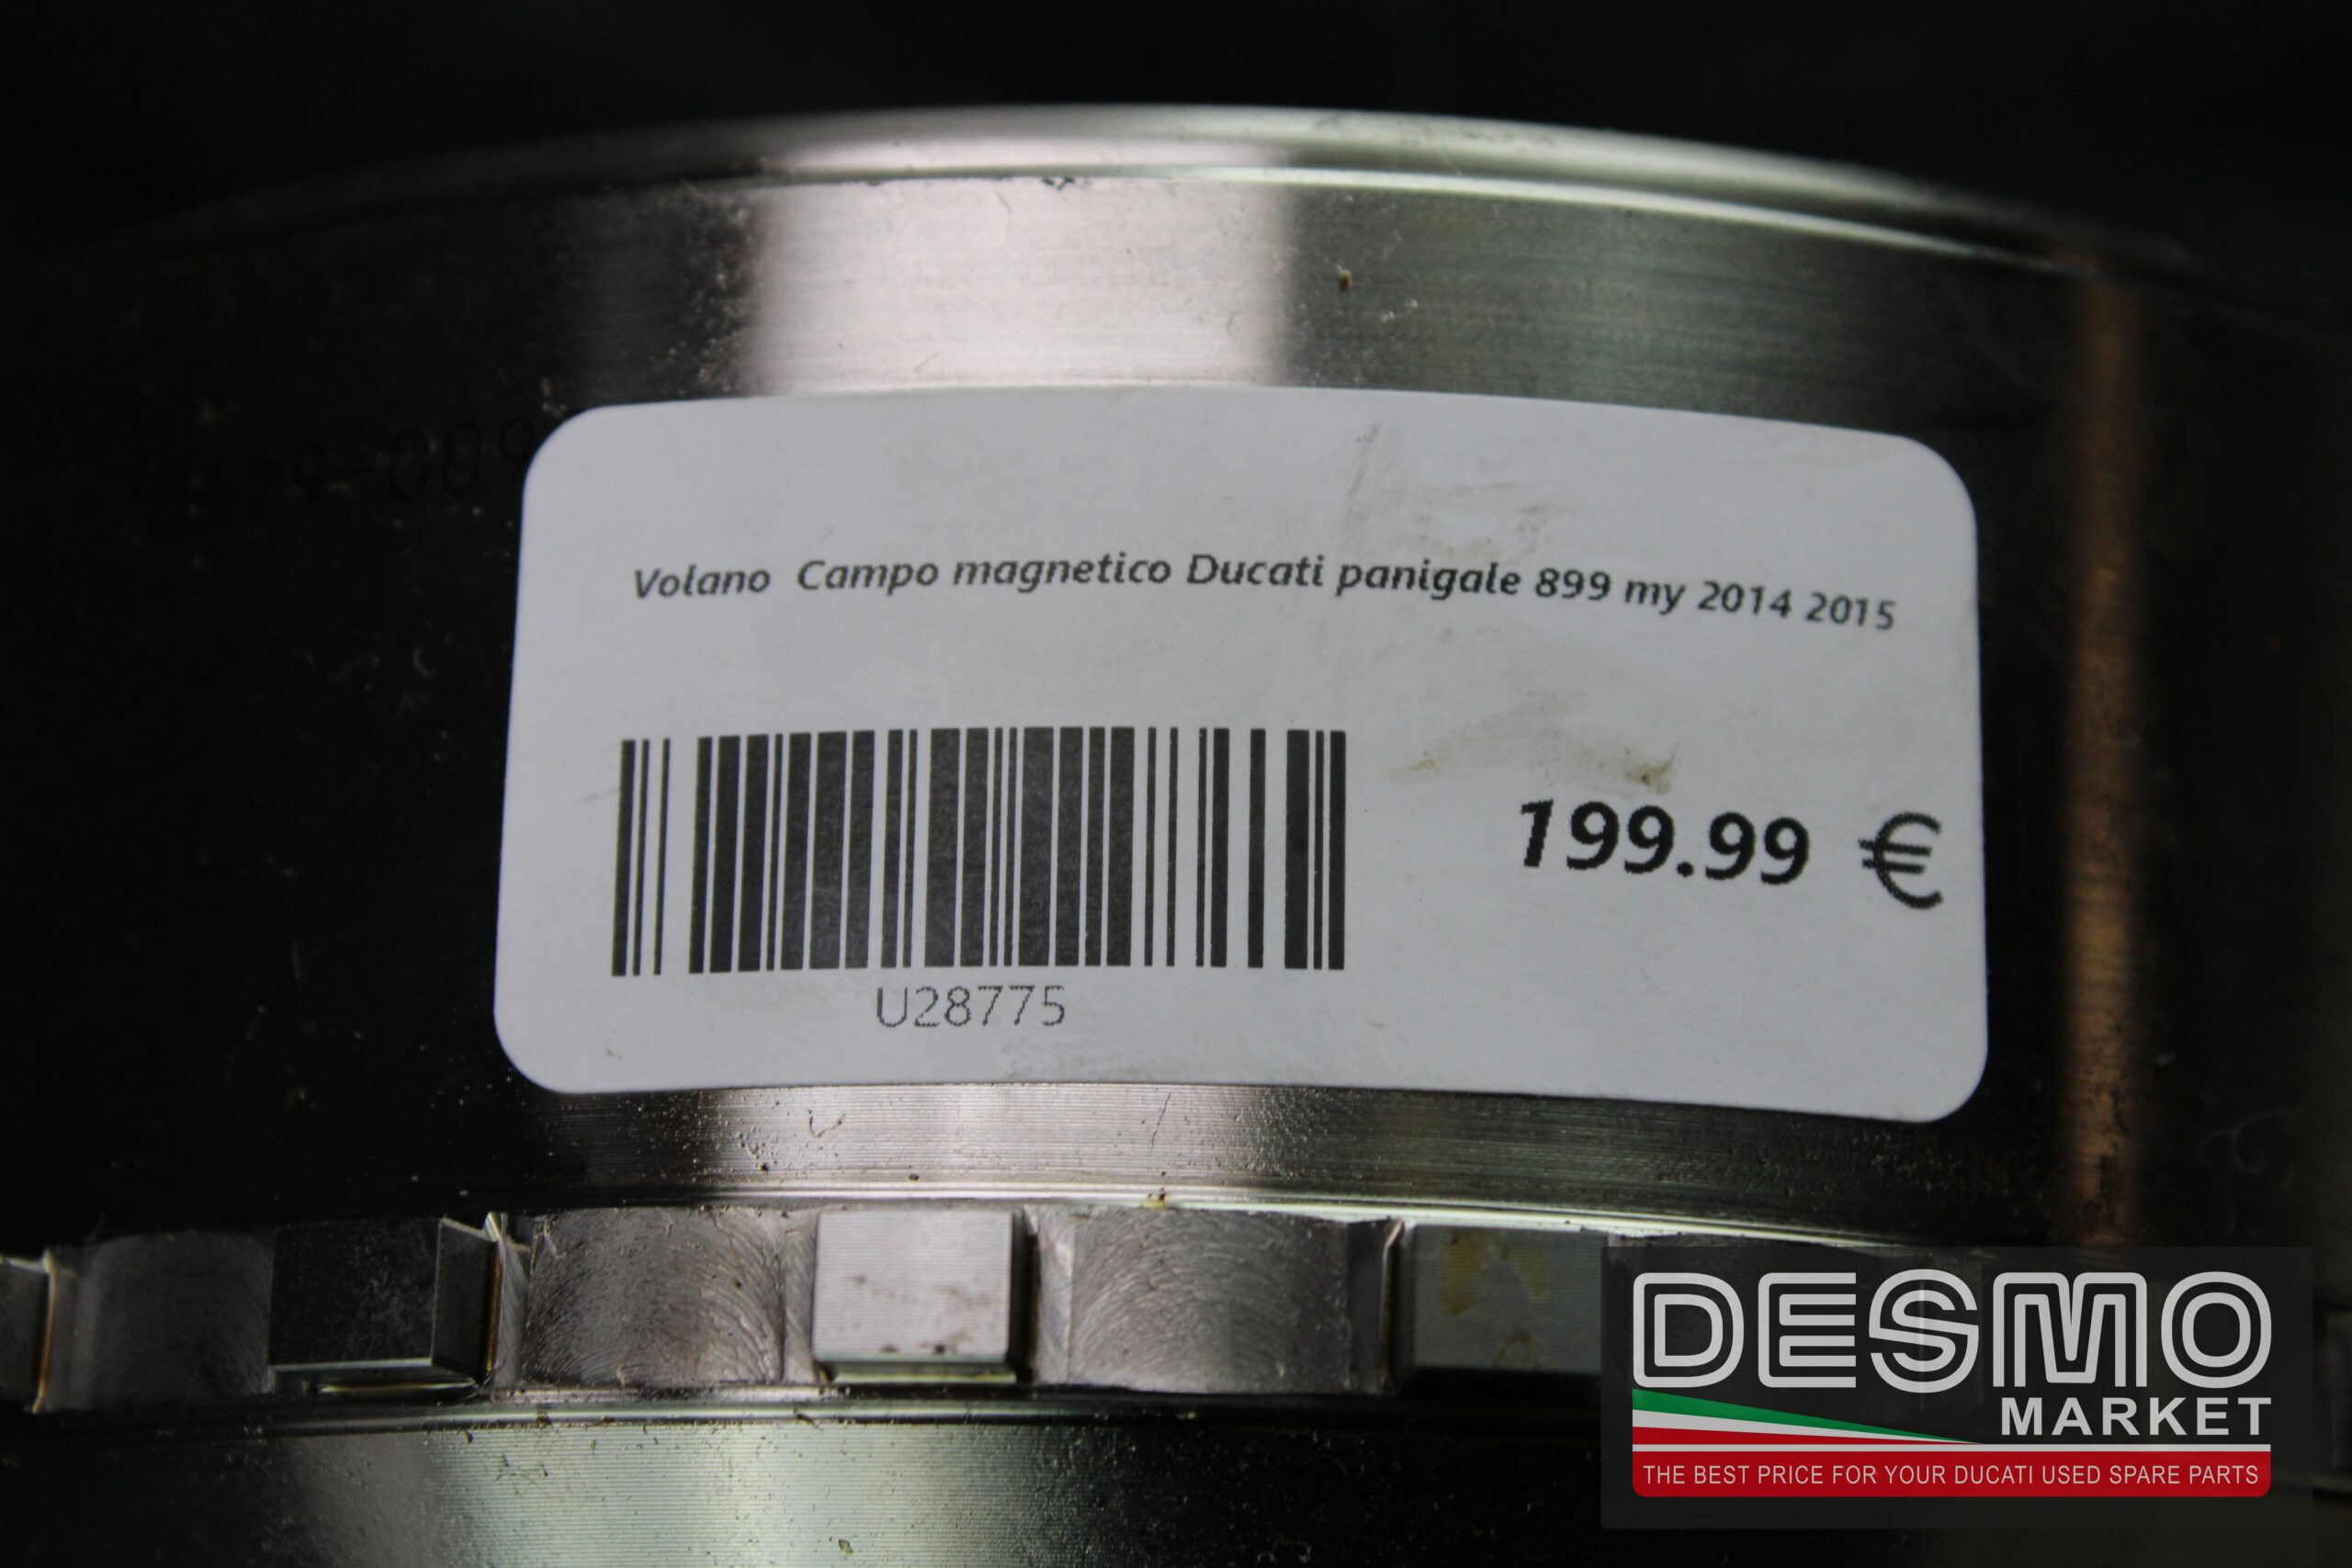 Volano  Campo magnetico Ducati panigale 899 my 2014 2015
199.99 €
U28775
DESMO
MARKET
THE BEST PRICE FOR YOUR DUCATI USED SPARE PARTS